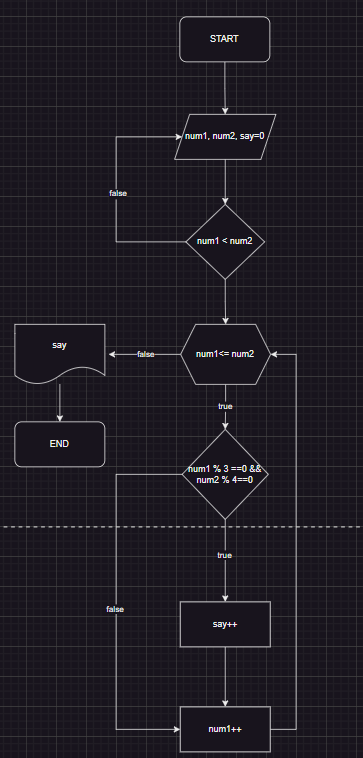 START
num1, num2, say=0
false
num1 < num2
num1<= num2
false
say
true
END
num1 % 3 ==0 &&
num2 % 4==0
true
false
say++
num1++